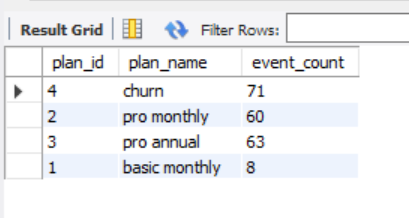 Result Grid Filter Rows:
plan_id plan_name event_count
4 churn 71
2 pro monthly 60
3 pro annual 63
1 basic monthly 8